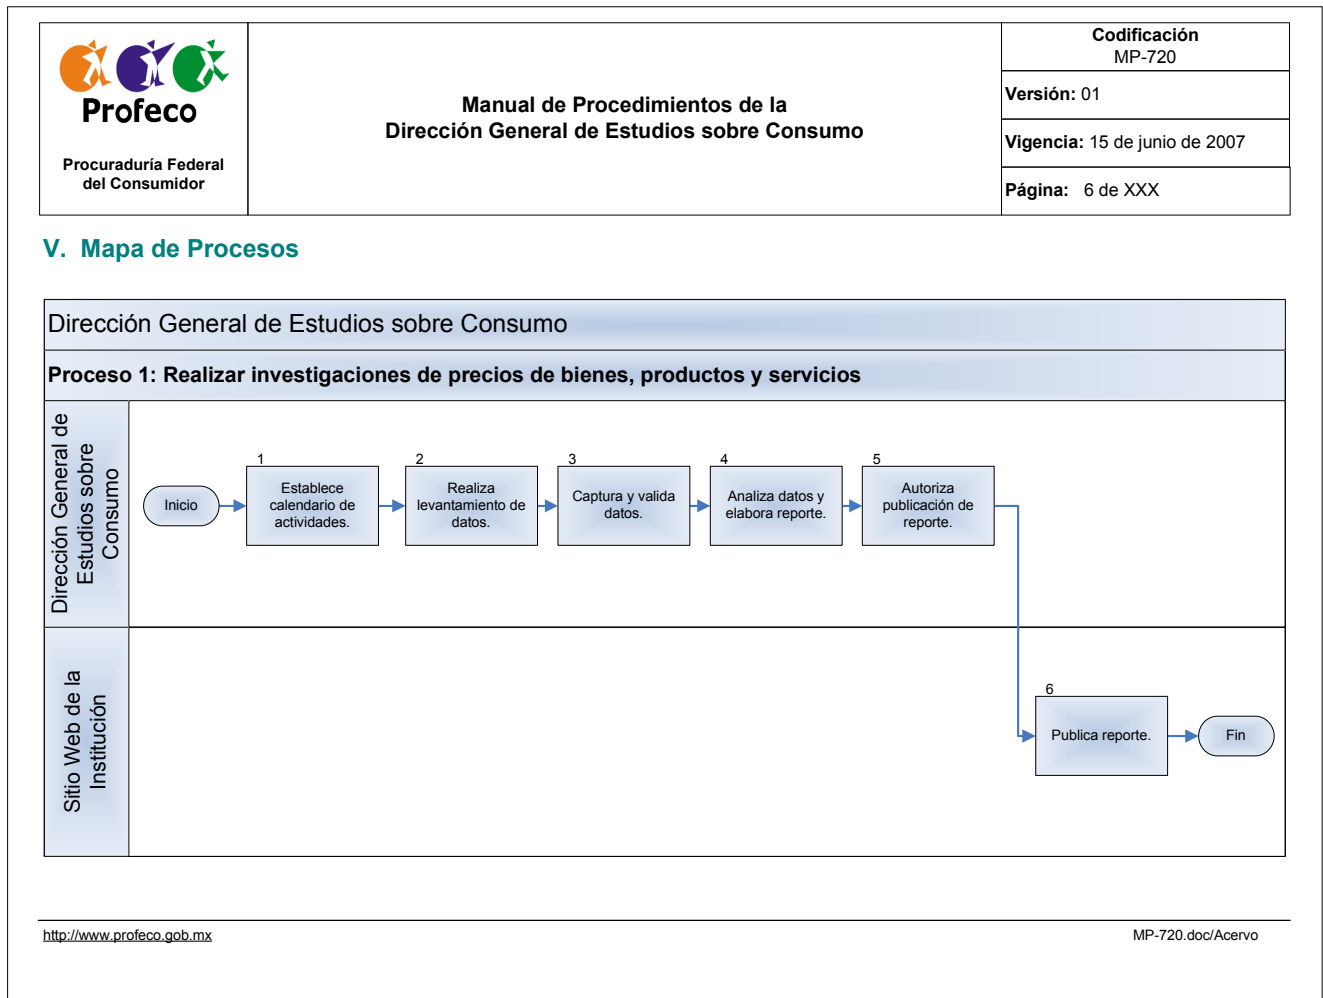 Profeco
Procuraduría Federal
del Consumidor
Manual de Procedimientos de la
Dirección General de Estudios sobre Consumo
Codificación
MP-720
Versión: 01
Vigencia: 15 de junio de 2007
Página: 6 de XXX
V. Mapa de Procesos
Dirección General de Estudios sobre Consumo
Proceso 1: Realizar investigaciones de precios de bienes, productos y servicios
Dirección General de
Estudios sobre
Consumo
Inicio
1
Establece
calendario de
actividades.
2
Realiza
levantamiento de
datos.
3
Captura y valida
datos.
4
Analiza datos y
elabora reporte.
5
Autoriza
publicación de
reporte.
Sitio Web de la
Institución
6
Publica reporte.
Fin
http://www.profeco.gob.mx
MP-720.doc/Acervo